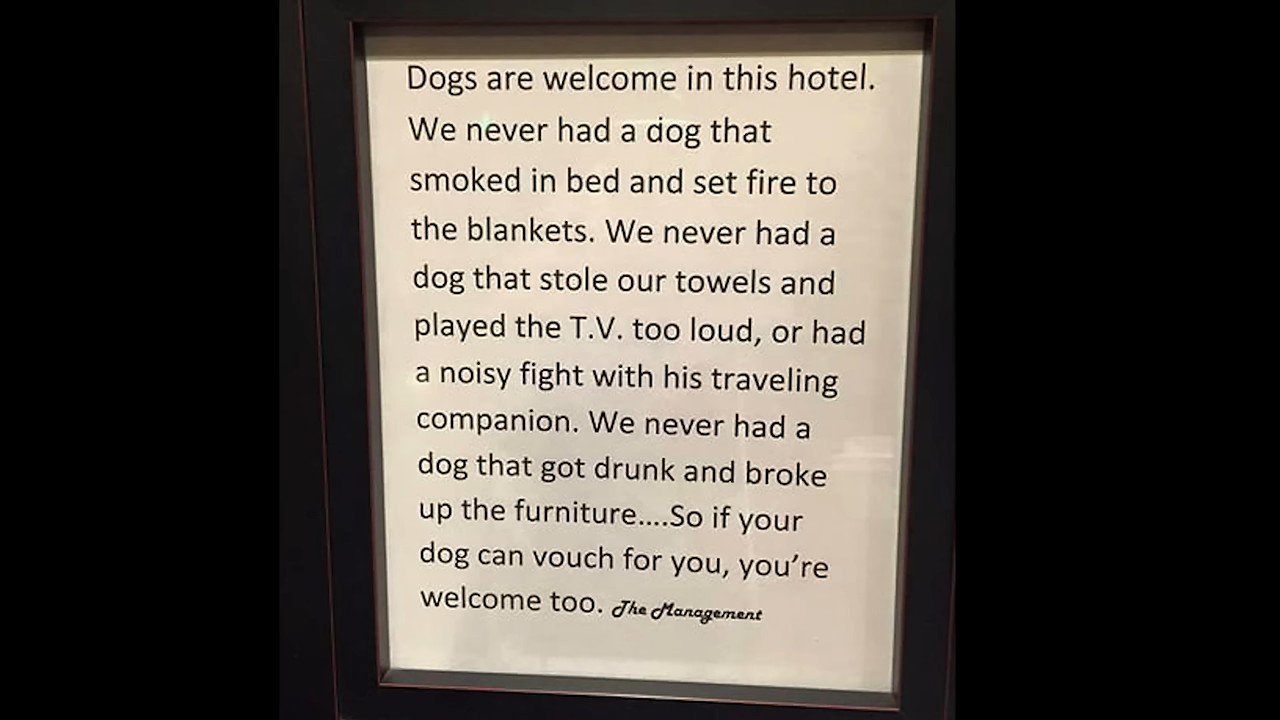 Dogs are welcome in this hotel.
We never had a dog that
smoked in bed and set fire to
the blankets. We never had a
dog that stole our towels and
played the T.V. too loud, or had
a noisy fight with his traveling
companion. We never had a
dog that got drunk and broke
up the furniture....So if your
dog can vouch for you, you’re
welcome too. The Management